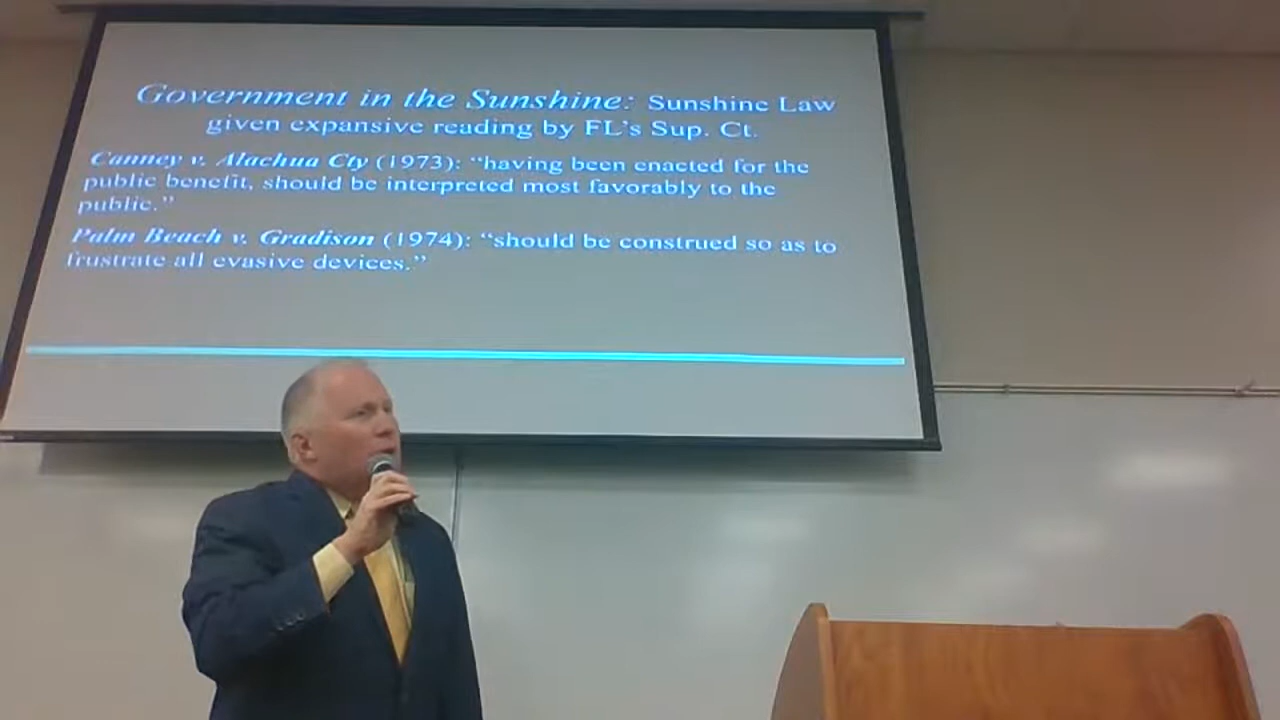 Government in the Sunshine: Sunshine Law
given expansive reading by FL's Sup. Ct.
Canney v. Alachua Cty (1973): "having been enacted for the
public benefit, should be interpreted most favorably to the
public."
Palm Beach v. Gradison (1974): "should be construed so as to
frustrate all evasive devices."